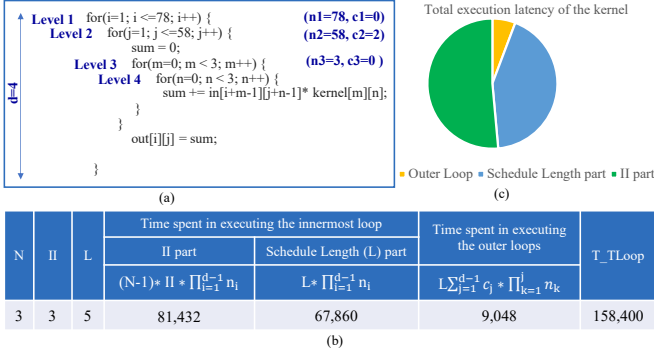 Level 1 for(i=1; i <=78; i++) { (n1=78, c1=0)
Level 2 for(j=1; j <=58; j++) { (n2=58, c2=2)
sum = 0;
Level 3 for(m=0; m < 3; m++) { (n3=3, c3=0 )
Level 4 for(n=0; n < 3; n++) {
sum += in[i+m-1][j+n-1]* kernel[m][n];
}
}
out[i][j] = sum;
}
d=4
(a)
Total execution latency of the kernel
Outer Loop Schedule Length part II part
(c)
N II L Time spent in executing the innermost loop Time spent in executing the outer loops T_TLoop
II part Schedule Length (L) part
(N-1)* II * ∏_{i=1}^{d−1} n_i L* ∏_{i=1}^{d−1} n_i L∑_{j=1}^{d−1} c_j * ∏_{k=1}^{j} n_k
3 3 5 81,432 67,860 9,048 158,400
(b)